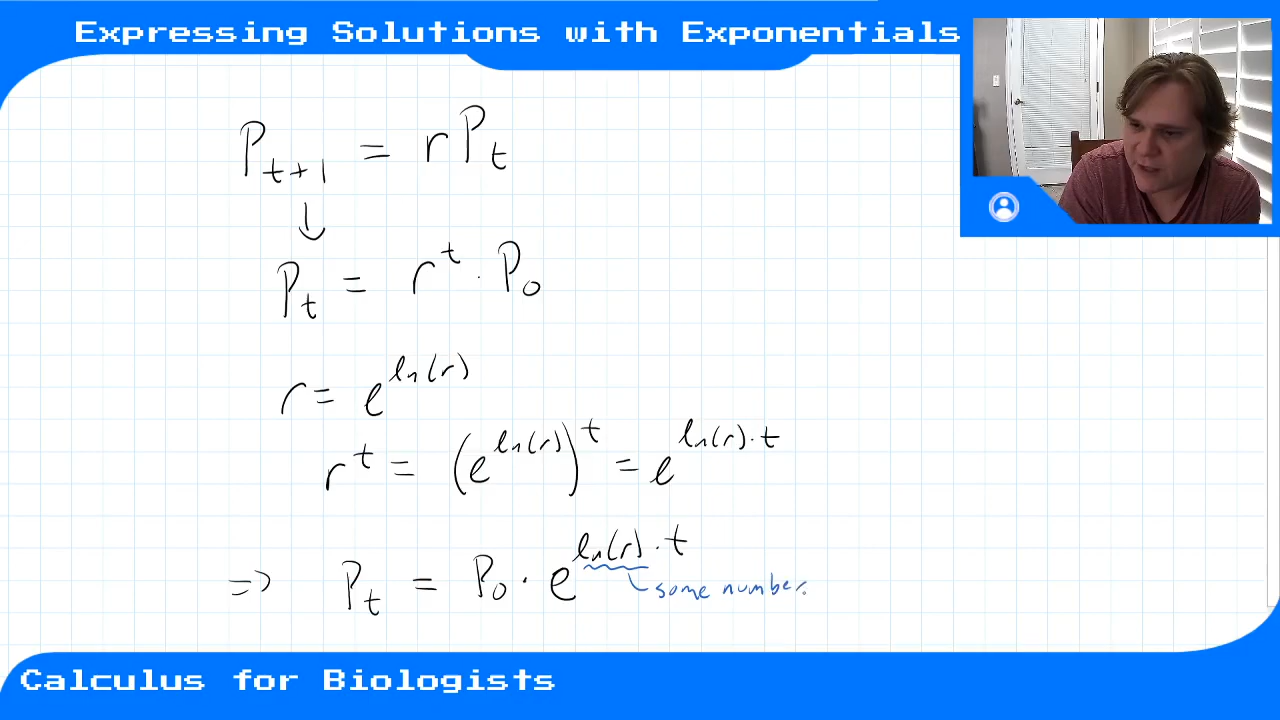 Expressing Solutions with Exponentials
P_{t+1} = rP_t
↓
P_t = r^t · P_0
r = e^{ln(r)}
r^t = (e^{ln(r)})^t = e^{ln(r)·t}
=> P_t = P_0 · e^{ln(r)·t}
some number
Calculus for Biologists